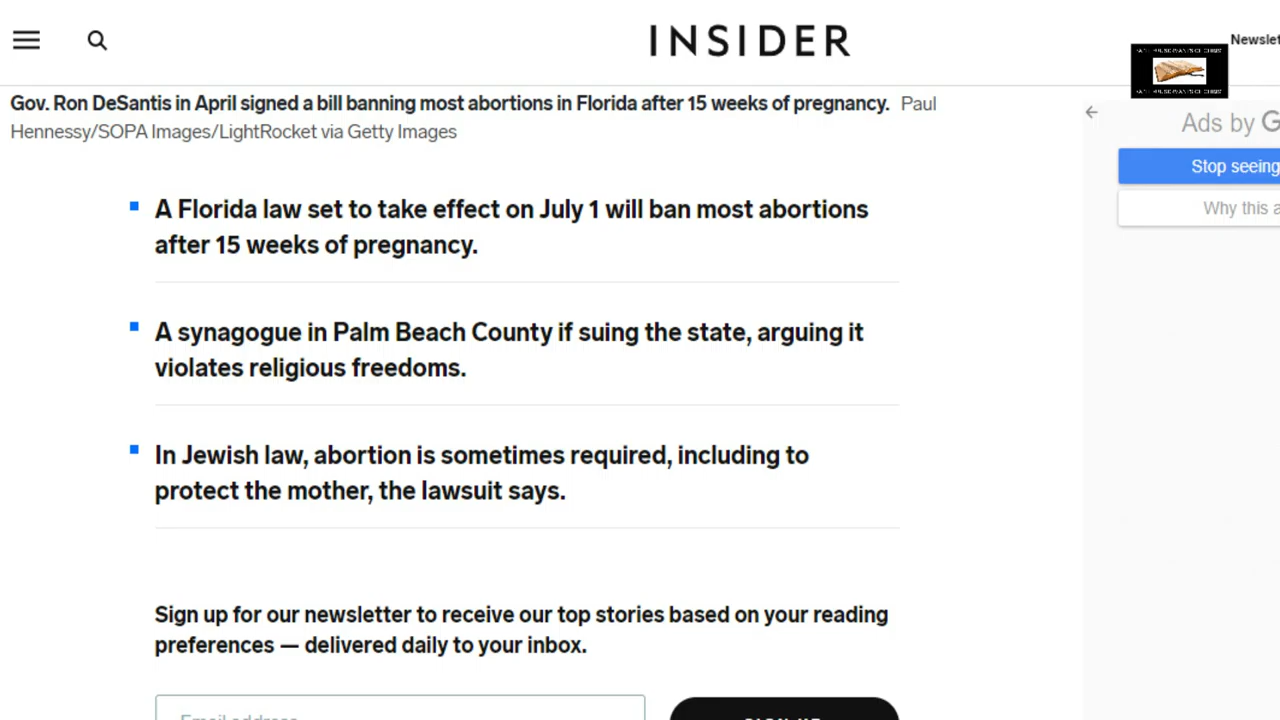 INSIDER
Newslet
Gov. Ron DeSantis in April signed a bill banning most abortions in Florida after 15 weeks of pregnancy. Paul
Hennessy/SOPA Images/LightRocket via Getty Images
Ads by G
Stop seeing
Why this a
A Florida law set to take effect on July 1 will ban most abortions
after 15 weeks of pregnancy.
A synagogue in Palm Beach County if suing the state, arguing it
violates religious freedoms.
In Jewish law, abortion is sometimes required, including to
protect the mother, the lawsuit says.
Sign up for our newsletter to receive our top stories based on your reading
preferences — delivered daily to your inbox.
Email address